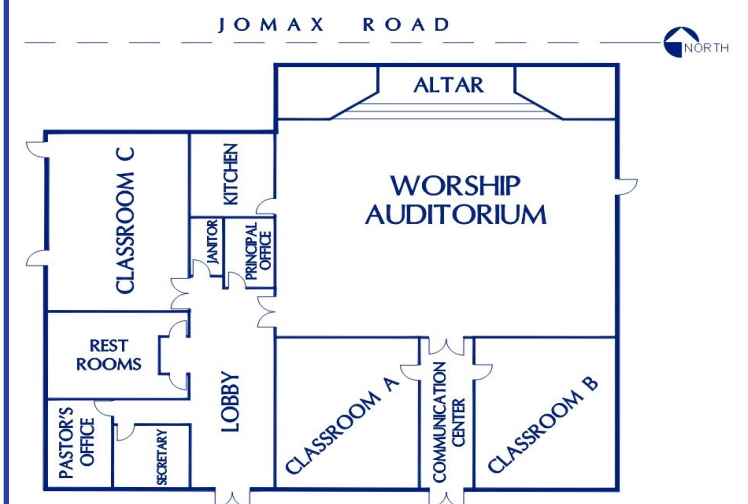 JOMAX ROAD
NORTH
ALTAR
WORSHIP
AUDITORIUM
KITCHEN
CLASSROOM C
JANITOR
PRINCIPAL
OFFICE
REST
ROOMS
LOBBY
PASTOR'S
OFFICE
SECRETARY
CLASSROOM A
COMMUNICATION
CENTER
CLASSROOM B